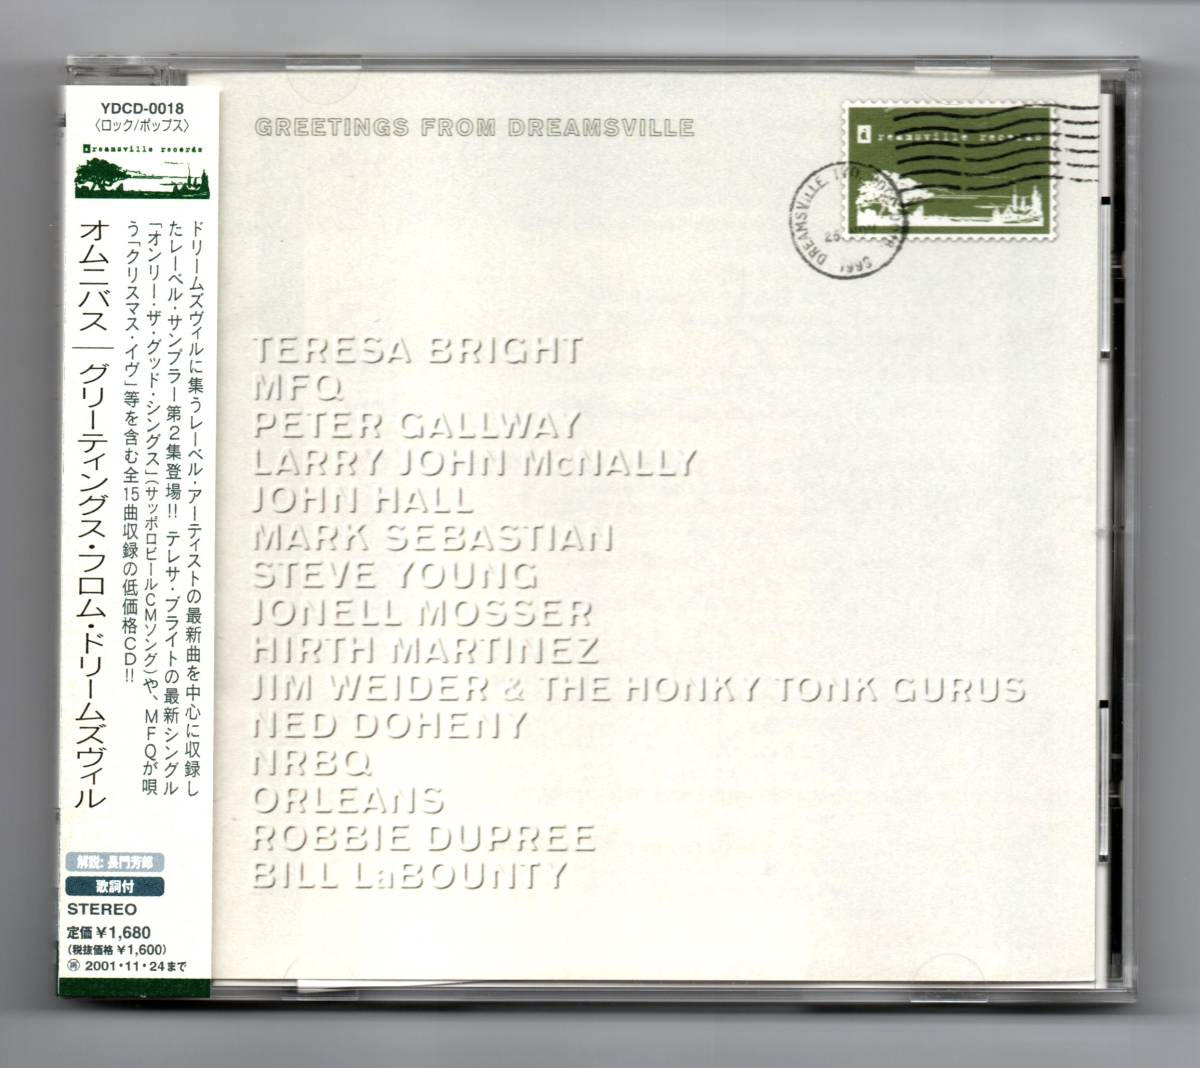 YDCD-0018
〈ロック/ポップス〉
dreamsville records
オムニバス│グリーティングス・フロム・ドリームズヴィル
ドリームズヴィルに集うレーベル・アーティストの最新曲を中心に収録し
たレーベル・サンプラー第2集登場!! テレサ・ブライトの最新シングル
「オンリー・ザ・グッド・シングス」(サッポロビールCMソング)や、MFQが唄
う「クリスマス・イヴ」等を含む全15曲収録の低価格CD!!
解説: 長門芳郎
歌詞付
STEREO
定価¥1,680
(税抜価格 ¥1,600)
再 2001・11・24まで
GREETINGS FROM DREAMSVILLE
dreamsville records
DREAMSVILLE
1995
TERESA BRIGHT
MFQ
PETER GALLWAY
LARRY JOHN McNALLY
JOHN HALL
MARK SEBASTIAN
STEVE YOUNG
JONELL MOSSER
HIRTH MARTINEZ
JIM WEIDER & THE HONKY TONK GURUS
NED DOHENY
NRBQ
ORLEANS
ROBBIE DUPREE
BILL LaBOUNTY